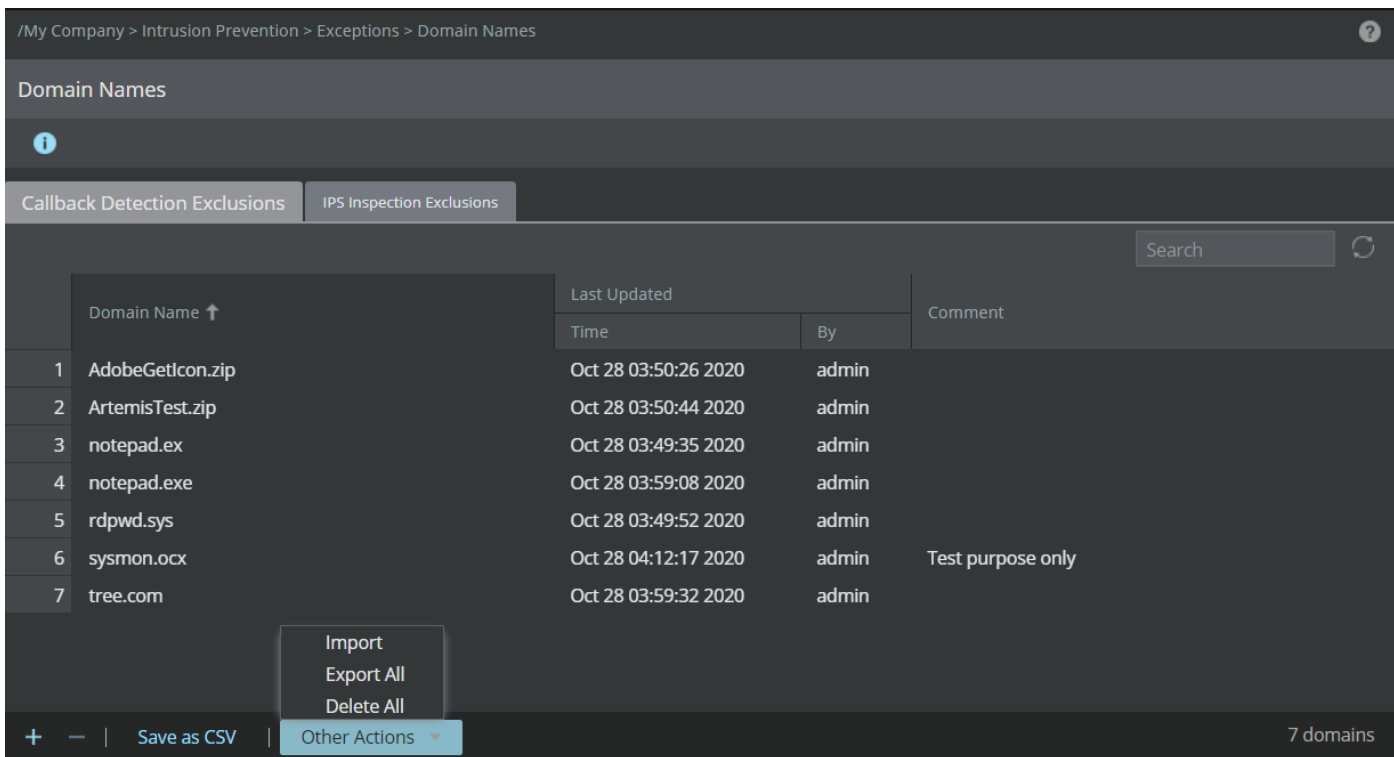 /My Company > Intrusion Prevention > Exceptions > Domain Names
Domain Names
Callback Detection Exclusions IPS Inspection Exclusions
Search
Domain Name Last Updated Comment
Time By
1 AdobeGetIcon.zip Oct 28 03:50:26 2020 admin
2 ArtemisTest.zip Oct 28 03:50:44 2020 admin
3 notepad.ex Oct 28 03:49:35 2020 admin
4 notepad.exe Oct 28 03:59:08 2020 admin
5 rdpwd.sys Oct 28 03:49:52 2020 admin
6 sysmon.ocx Oct 28 04:12:17 2020 admin Test purpose only
7 tree.com Oct 28 03:59:32 2020 admin
Import
Export All
Delete All
+ − | Save as CSV | Other Actions 7 domains